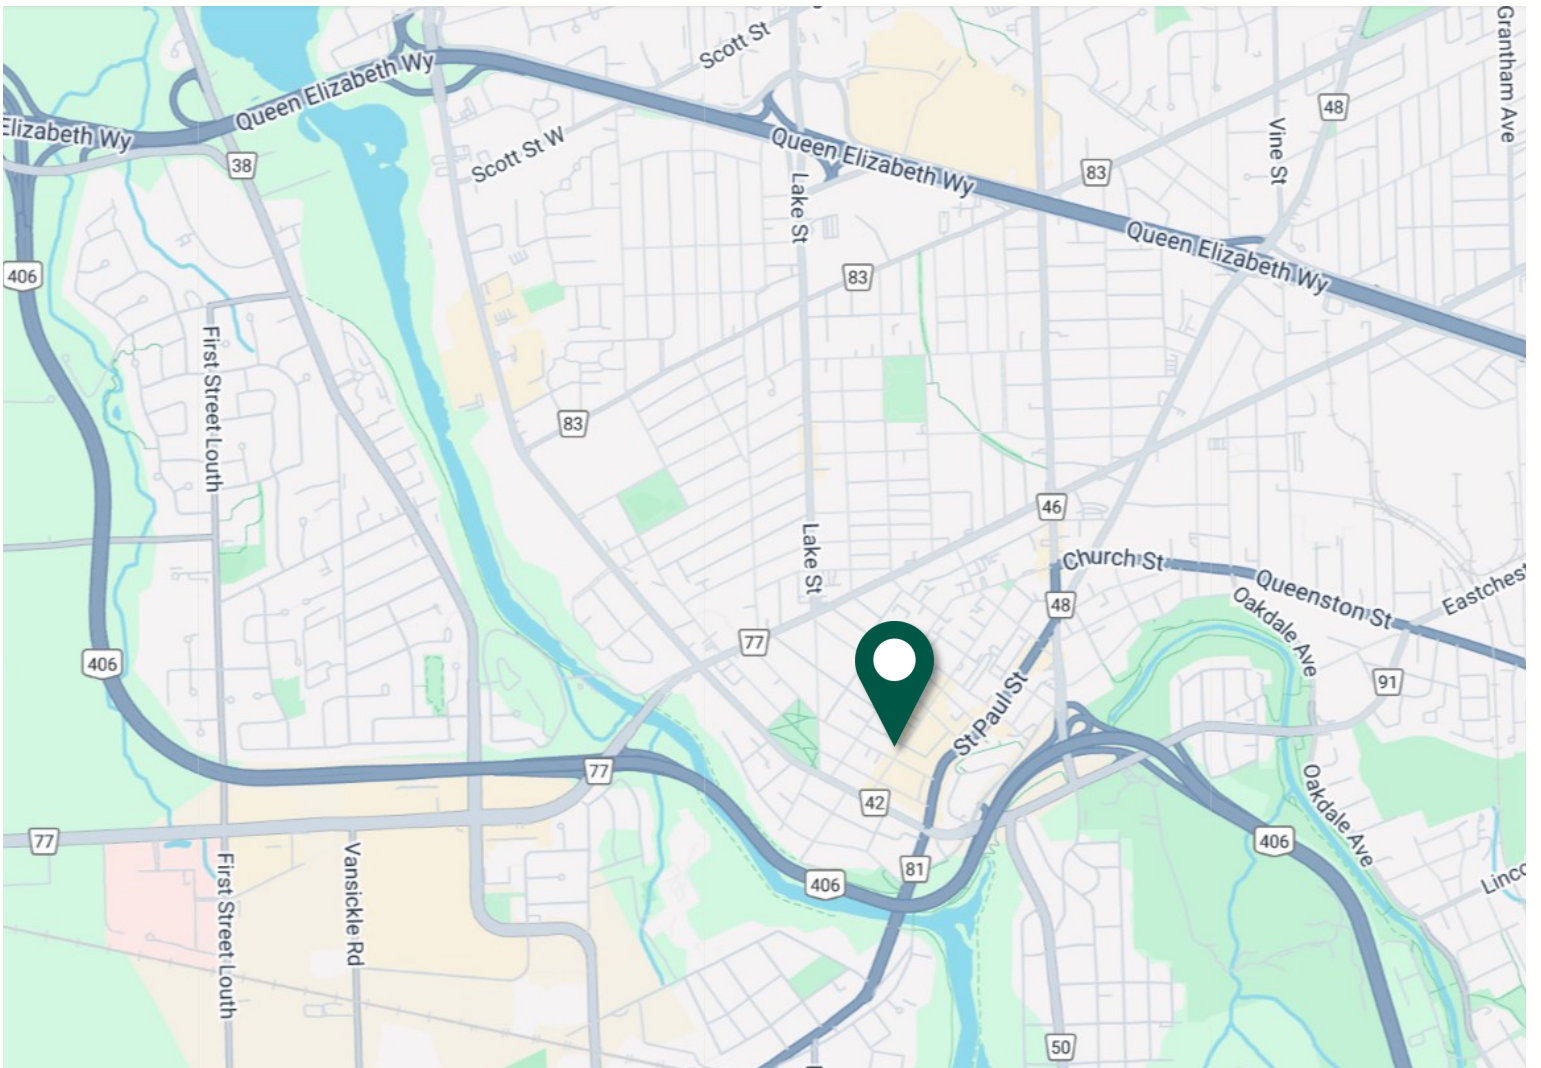 Scott St
Grantham Ave
Queen Elizabeth Wy
Elizabeth Wy
48
Vine St
Scott St W
Queen Elizabeth Wy
38
83
Lake St
Queen Elizabeth Wy
406
83
First Street Louth
83
46
Lake St
Church St
Queenston St
Eastchest
48
Oakdale Ave
77
406
91
St Paul St
77
42
Oakdale Ave
77
406
81
406
Vansickle Rd
First Street Louth
Linco
50